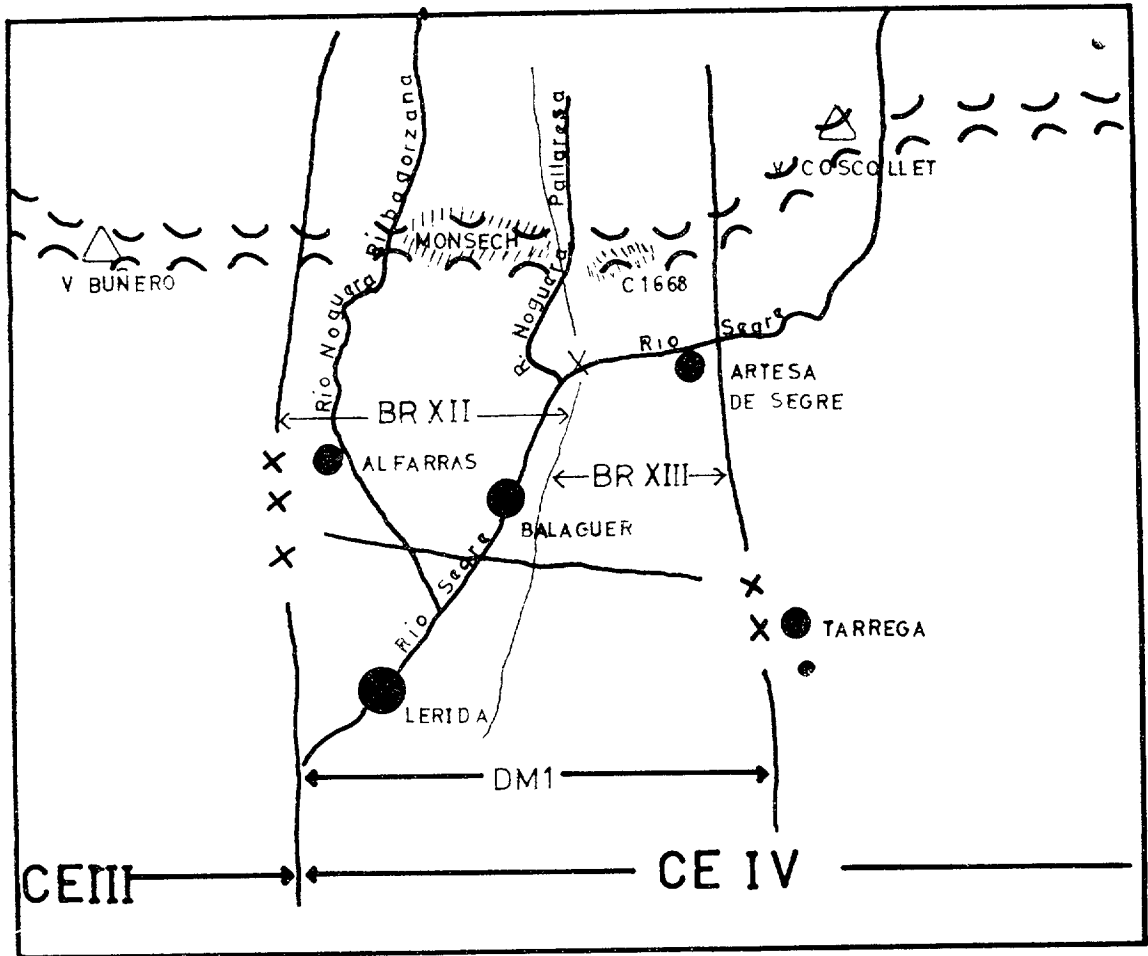 Rio Noguera Ribagorzana
R. Noguera Pallaresa
V COSCOLLET
MONSECH
V BUÑERO
C 1668
Rio Segre
ARTESA
DE SEGRE
BR XII
ALFARRAS
BR XIII
BALAGUER
Rio Segre
TARREGA
LERIDA
DM1
CE III
CE IV